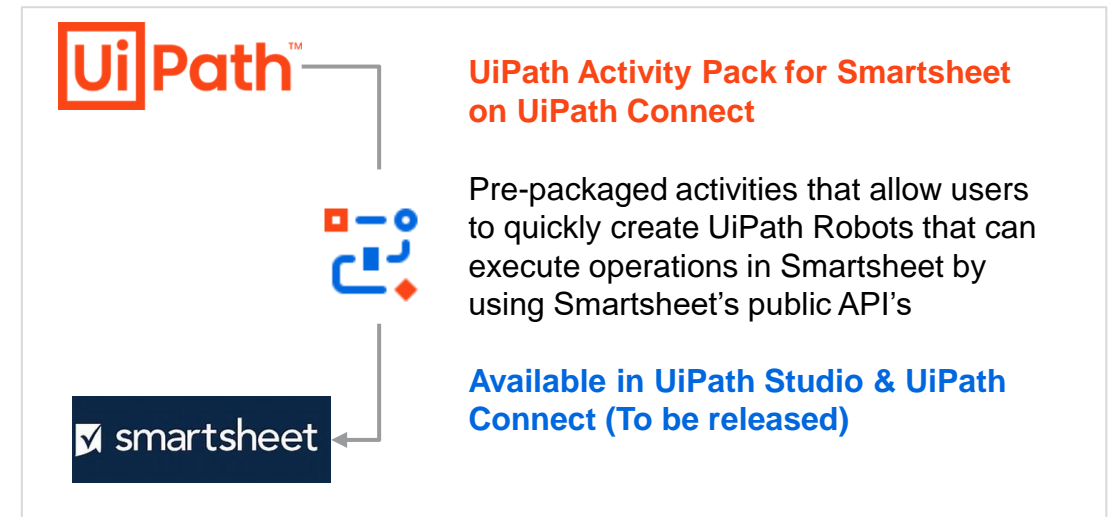 UiPath™
UiPath Activity Pack for Smartsheet
on UiPath Connect
Pre-packaged activities that allow users
to quickly create UiPath Robots that can
execute operations in Smartsheet by
using Smartsheet’s public API’s
Available in UiPath Studio & UiPath
Connect (To be released)
smartsheet